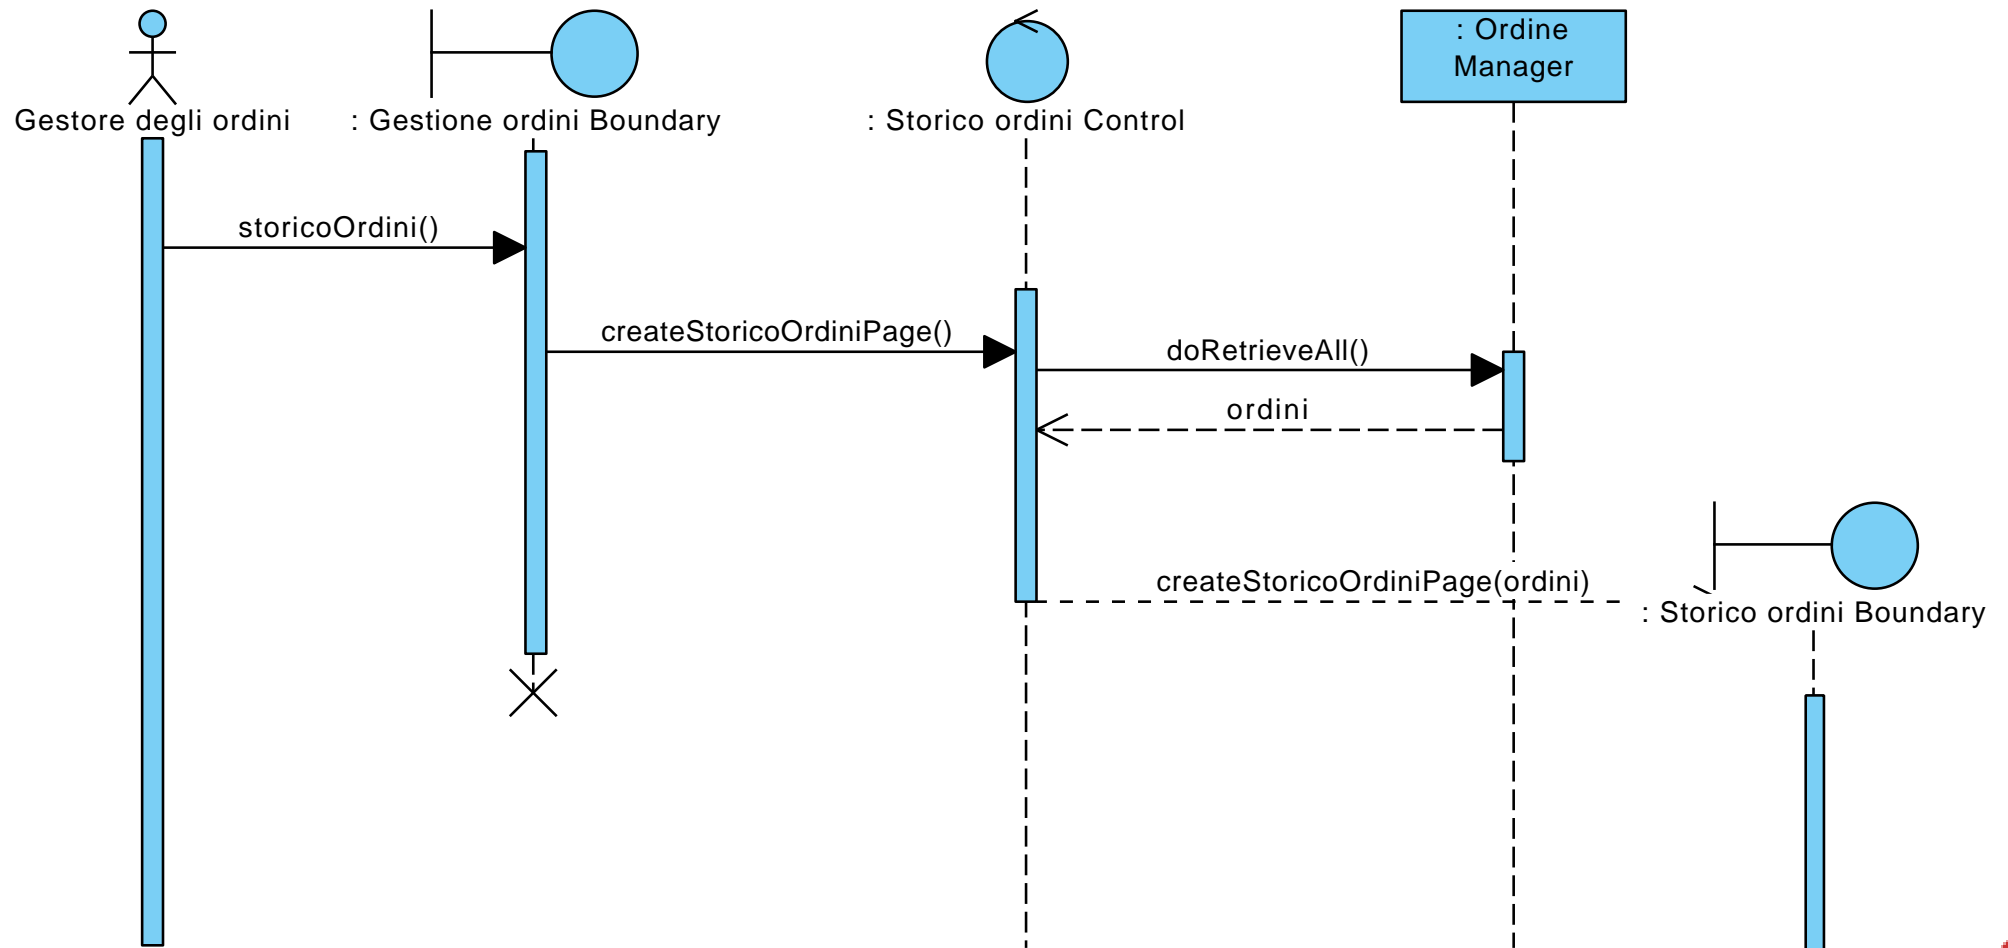 : Ordine
Manager
Gestore degli ordini
: Gestione ordini Boundary
: Storico ordini Control
storicoOrdini()
createStoricoOrdiniPage()
doRetrieveAll()
ordini
createStoricoOrdiniPage(ordini)
: Storico ordini Boundary